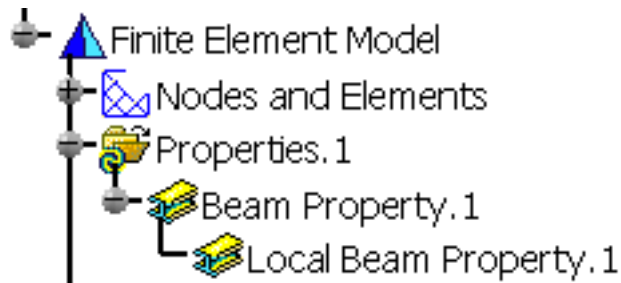 Finite Element Model
Nodes and Elements
Properties.1
Beam Property.1
Local Beam Property.1